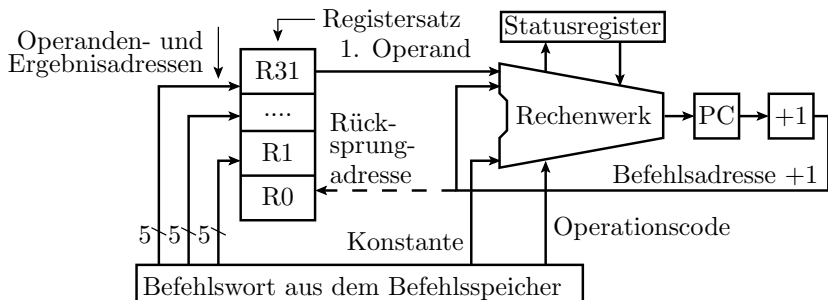 Operanden- und
Ergebnisadressen
Registersatz
1. Operand
Statusregister
R31
....
R1
R0
Rück-
sprung-
adresse
Rechenwerk
PC
+1
Befehlsadresse +1
5 5 5
Konstante
Operationscode
Befehlswort aus dem Befehlsspeicher